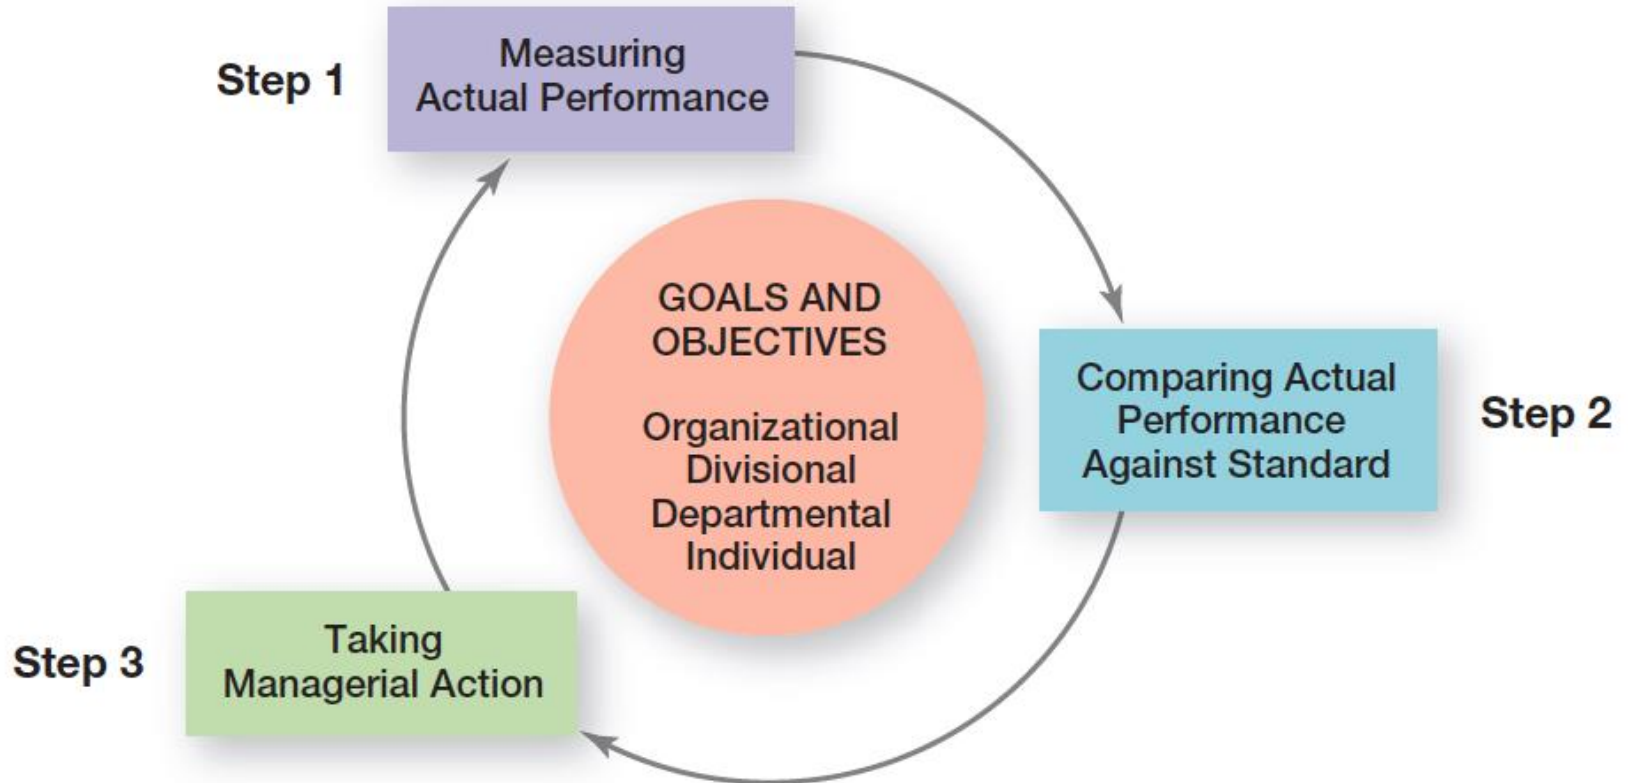 Step 1
Measuring
Actual Performance
GOALS AND
OBJECTIVES
Organizational
Divisional
Departmental
Individual
Comparing Actual
Performance
Against Standard
Step 2
Step 3
Taking
Managerial Action